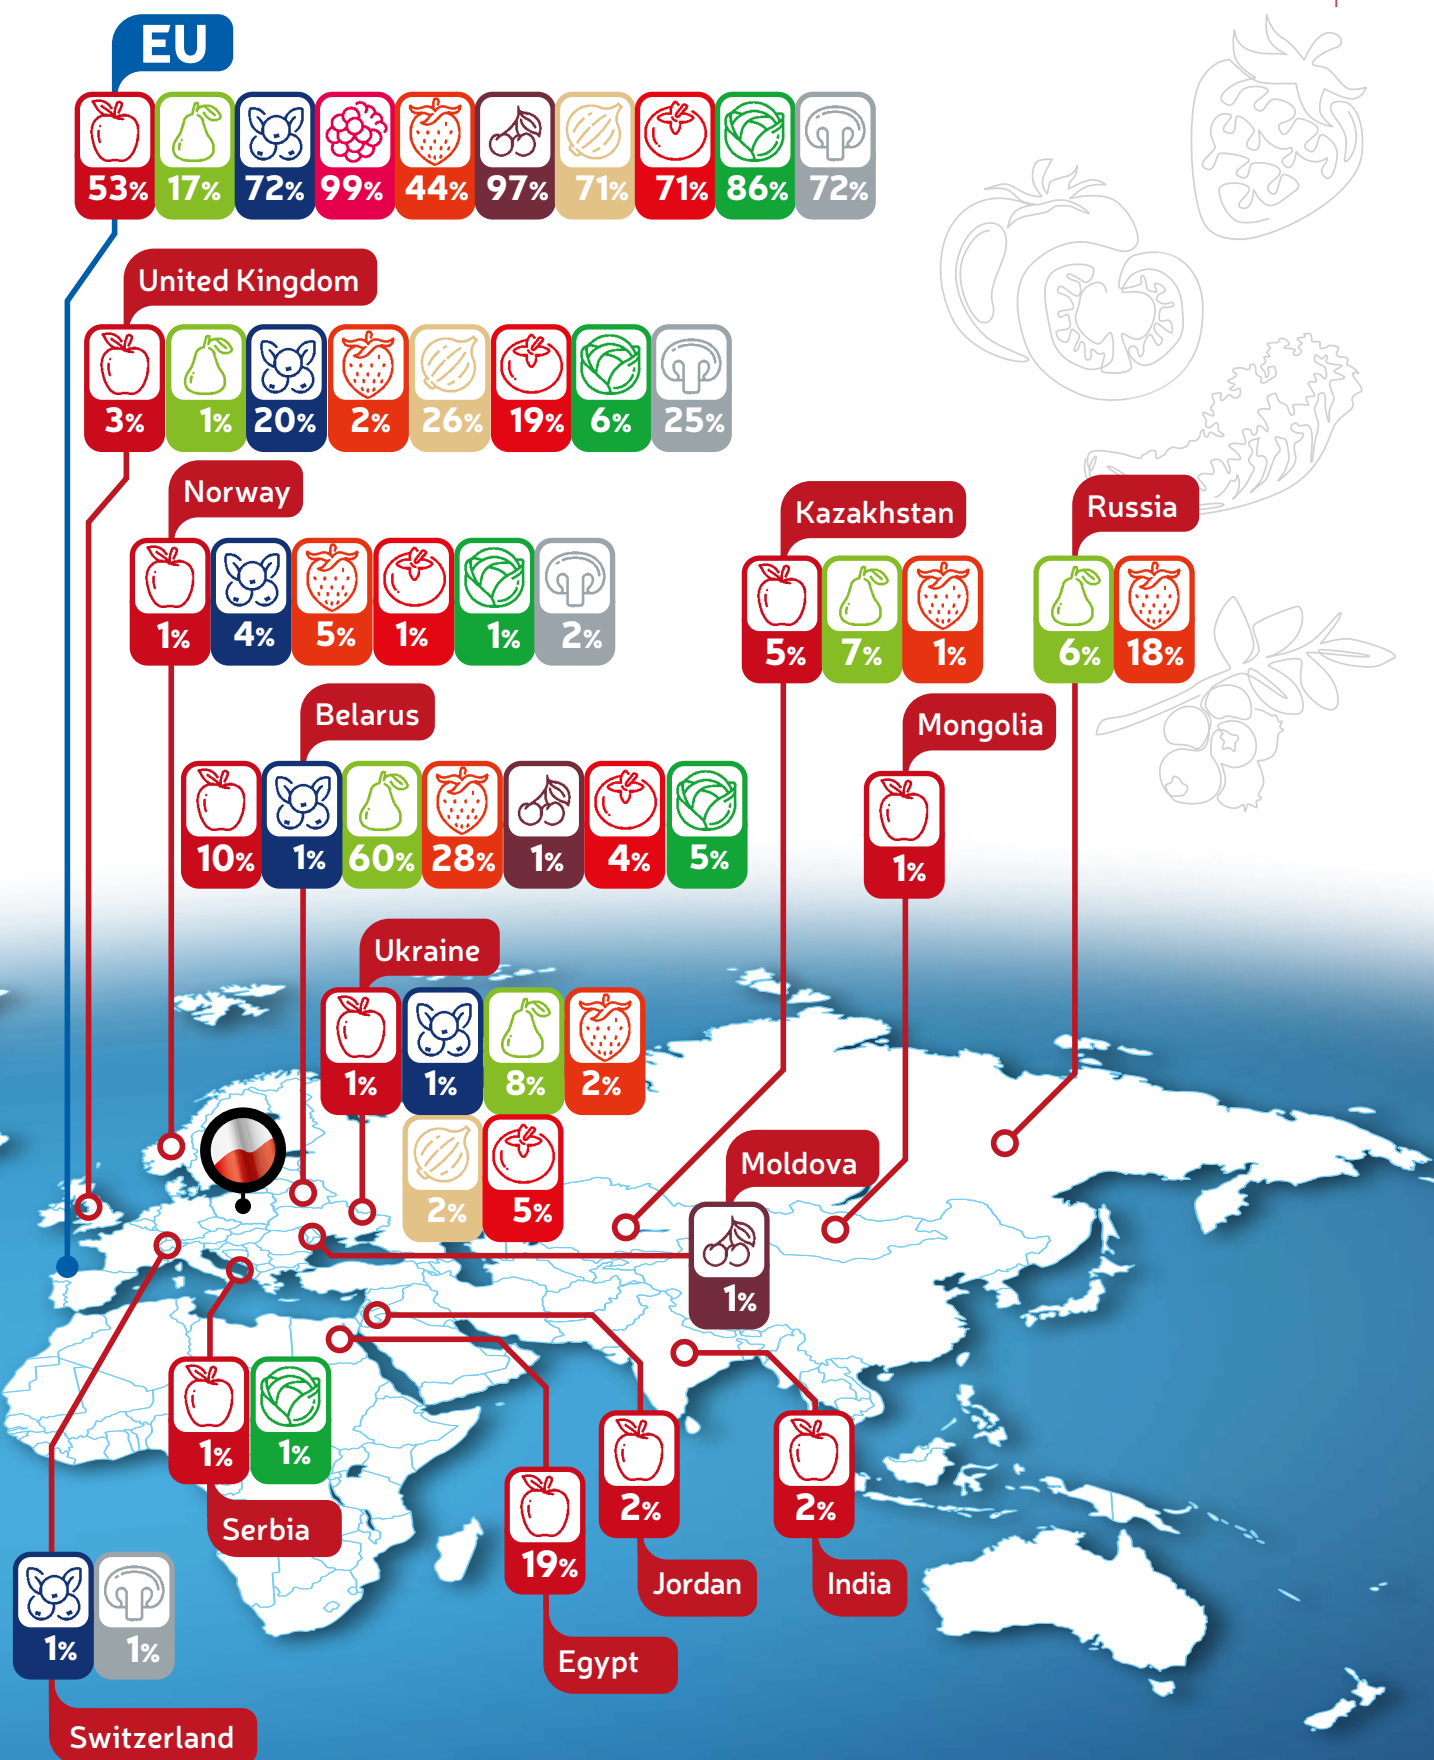 EU
53% 17% 72% 99% 44% 97% 71% 71% 86% 72%
United Kingdom
3% 1% 20% 2% 26% 19% 6% 25%
Norway
1% 4% 5% 1% 1% 2%
Kazakhstan
5% 7% 1%
Russia
6% 18%
Belarus
10% 1% 60% 28% 1% 4% 5%
Mongolia
1%
Ukraine
1% 1% 8% 2%
2% 5%
Moldova
1%
1% 1%
Serbia
2%
Jordan
2%
India
19%
Egypt
1% 1%
Switzerland